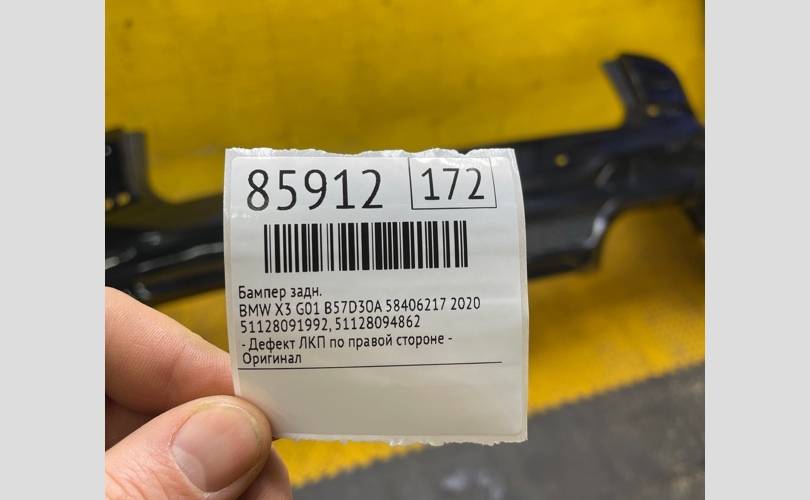 85912 172
Бампер задн.
BMW X3 G01 B57D30A 58406217 2020
51128091992, 51128094862
- Дефект ЛКП по правой стороне -
Оригинал